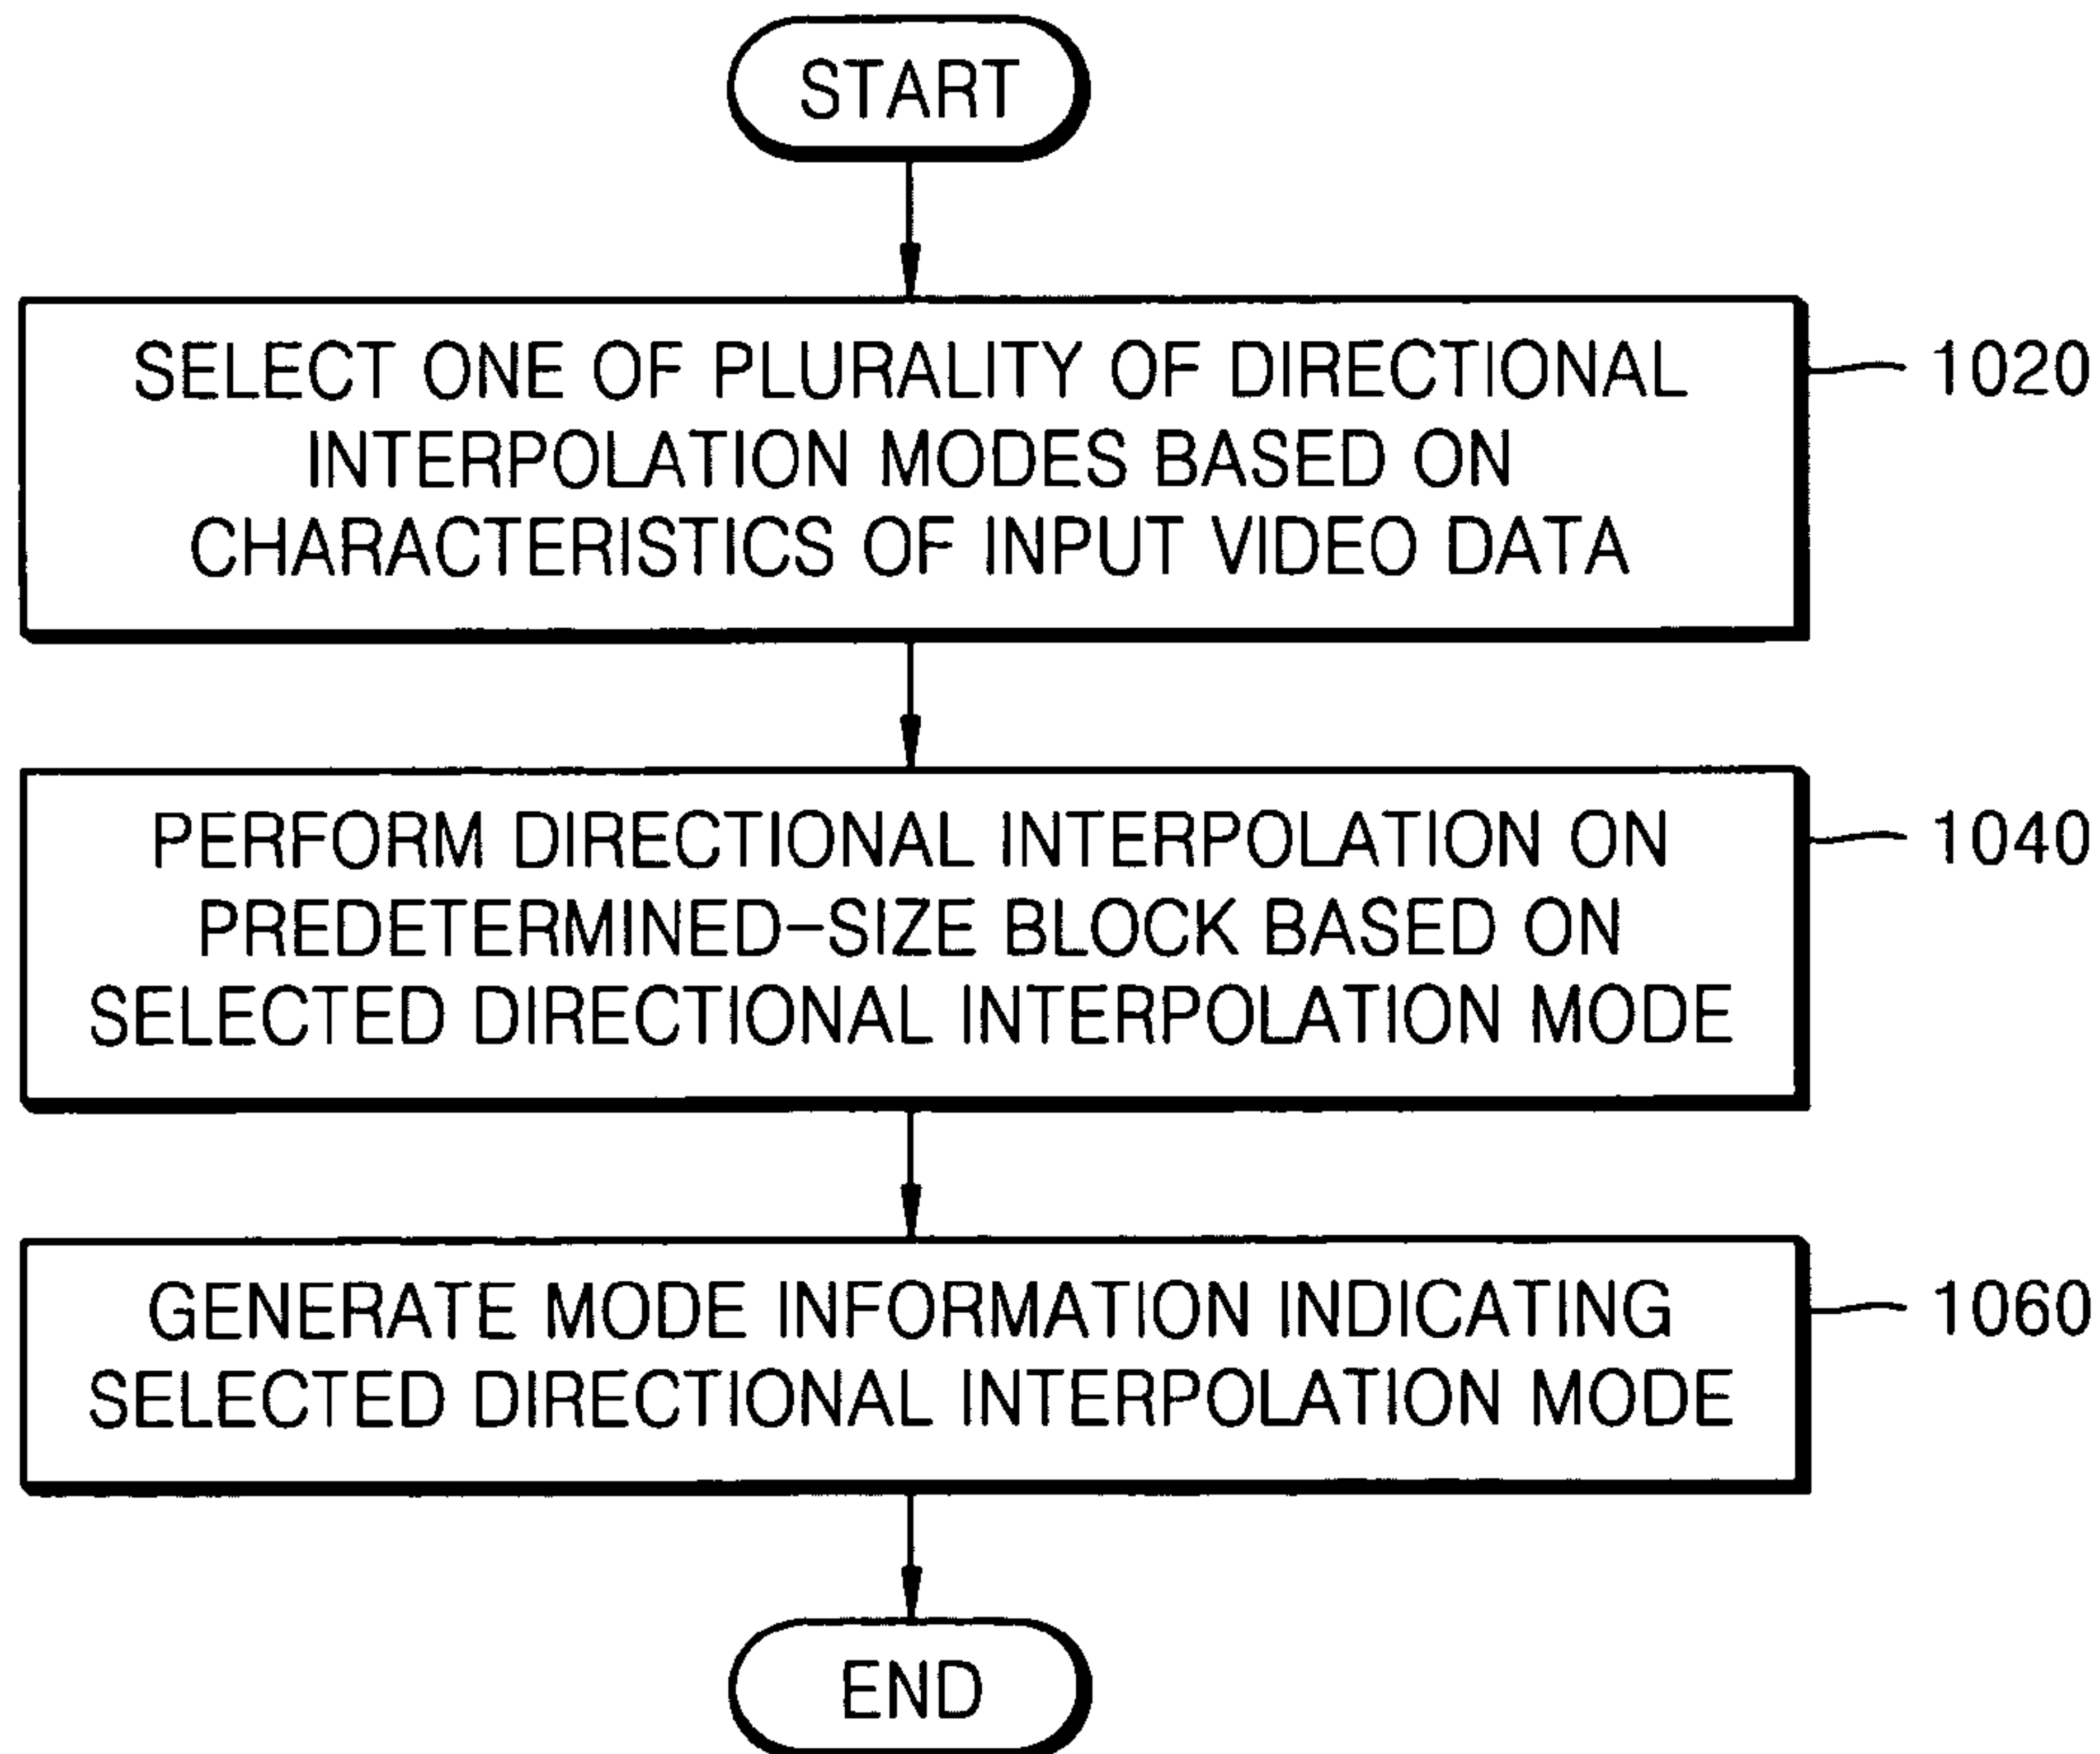 START
SELECT ONE OF PLURALITY OF DIRECTIONAL
INTERPOLATION MODES BASED ON
CHARACTERISTICS OF INPUT VIDEO DATA
1020
PERFORM DIRECTIONAL INTERPOLATION ON
PREDETERMINED-SIZE BLOCK BASED ON
SELECTED DIRECTIONAL INTERPOLATION MODE
1040
GENERATE MODE INFORMATION INDICATING
SELECTED DIRECTIONAL INTERPOLATION MODE
1060
END